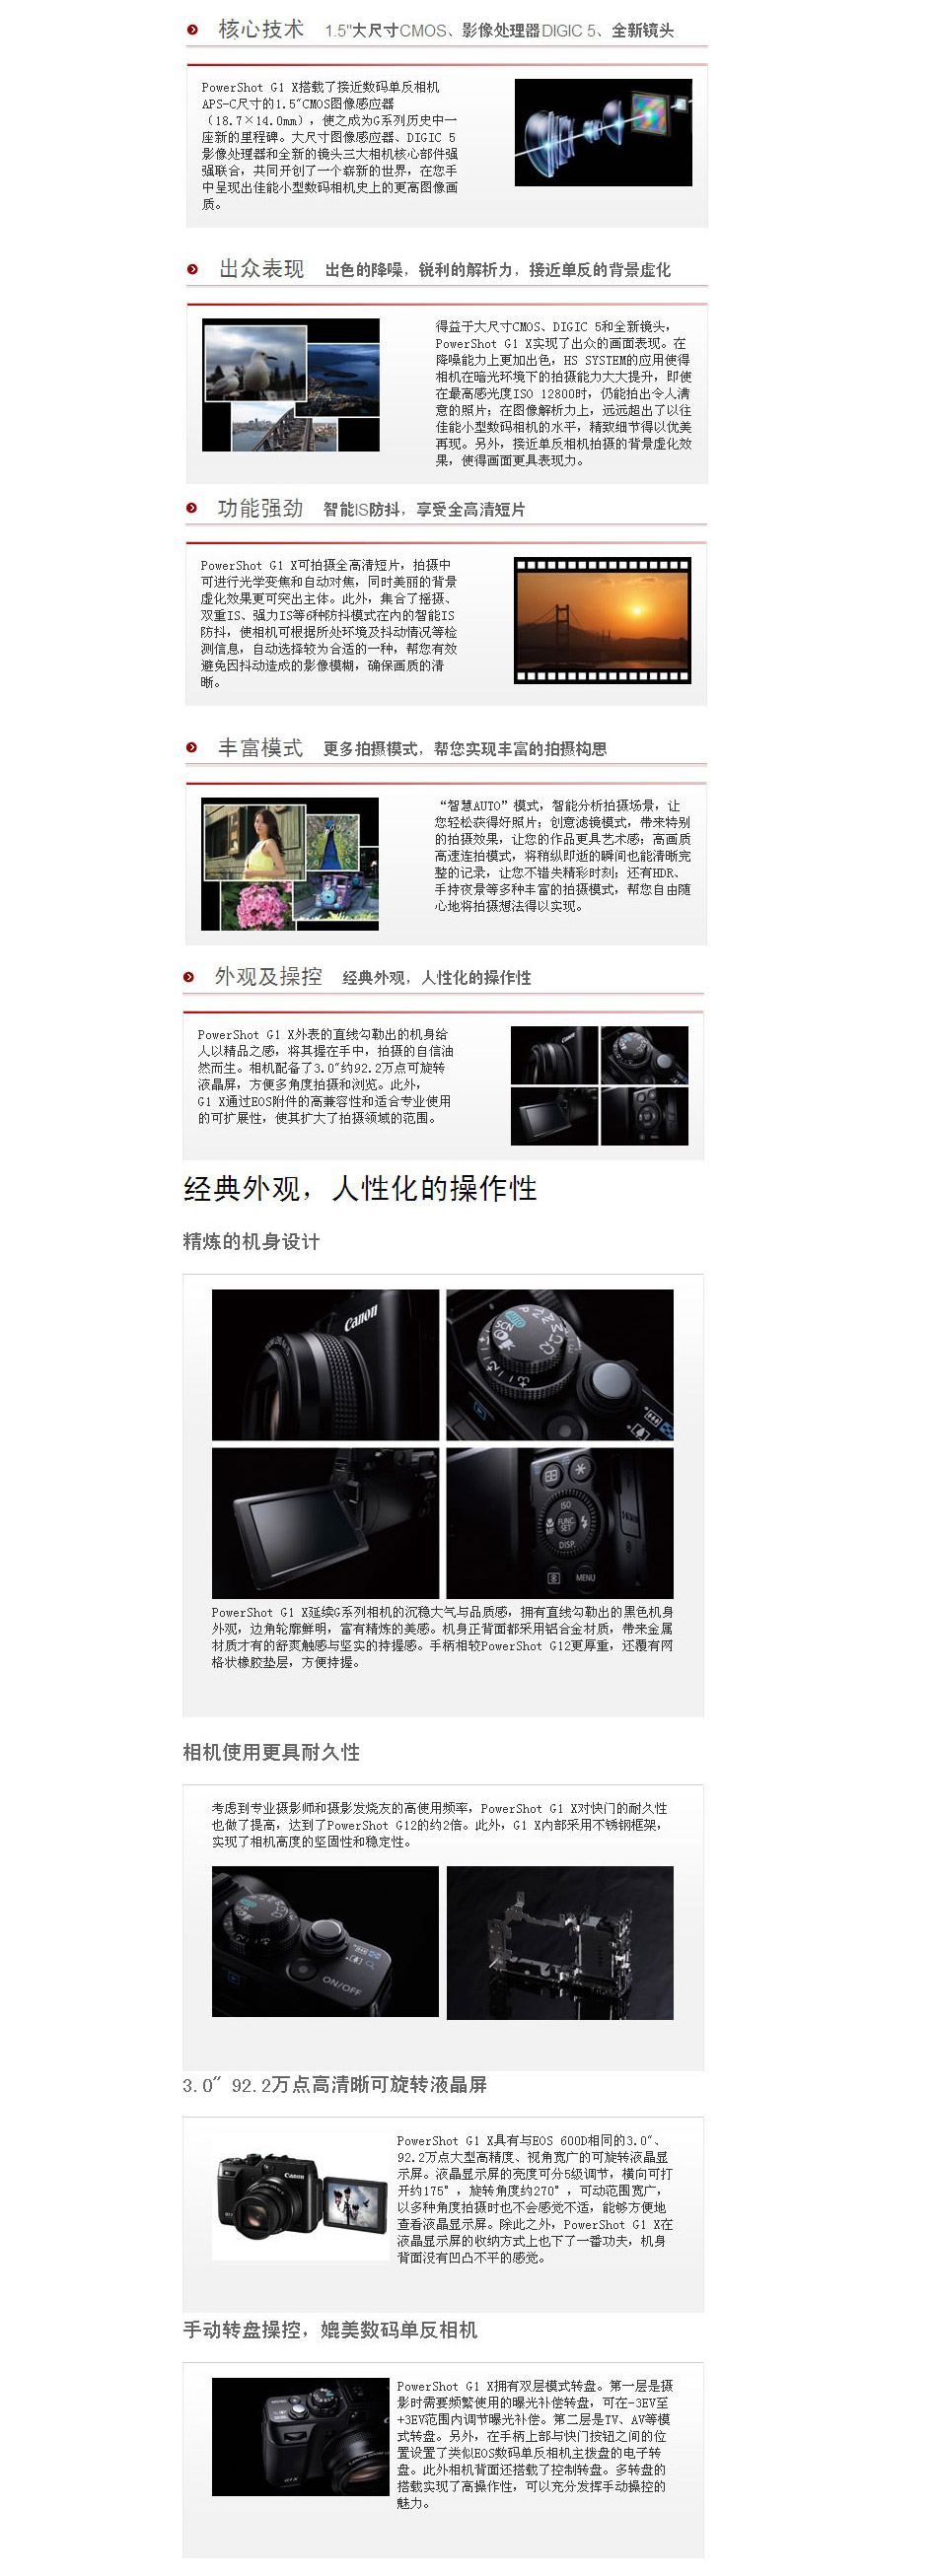 核心技术 1.5"大尺寸CMOS、影像处理器DIGIC 5、全新镜头
PowerShot G1 X搭载了接近数码单反相机
APS-C尺寸的1.5″CMOS图像感应器
（18.7×14.0mm），使之成为G系列历史中一
座新的里程碑。大尺寸图像感应器、DIGIC 5
影像处理器和全新的镜头三大相机核心部件强
强联合，共同开创了一个崭新的世界，在您手
中呈现出佳能小型数码相机史上的更高图像画
质。
出众表现 出色的降噪，锐利的解析力，接近单反的背景虚化
得益于大尺寸CMOS、DIGIC 5和全新镜头，
PowerShot G1 X实现了出众的画面表现。在
降噪能力上更加出色，HS SYSTEM的应用使得
相机在暗光环境下的拍摄能力大大提升，即使
在最高感光度ISO 12800时，仍能拍出令人满
意的照片；在图像解析力上，远远超出了以往
佳能小型数码相机的水平，精致细节得以优美
再现。另外，接近单反相机拍摄的背景虚化效
果，使得画面更具表现力。
功能强劲 智能IS防抖，享受全高清短片
PowerShot G1 X可拍摄全高清短片，拍摄中
可进行光学变焦和自动对焦，同时美丽的背景
虚化效果更可突出主体。此外，集合了摇摄、
双重IS、强力IS等6种防抖模式在内的智能IS
防抖，使相机可根据所处环境及抖动情况等检
测信息，自动选择较为合适的一种，帮您有效
避免因抖动造成的影像模糊，确保画质的清
晰。
丰富模式 更多拍摄模式，帮您实现丰富的拍摄构思
“智慧AUTO”模式，智能分析拍摄场景，让
您轻松获得好照片；创意滤镜模式，带来特别
的拍摄效果，让您的作品更具艺术感；高画质
高速连拍模式，将稍纵即逝的瞬间也能清晰完
整的记录，让您不错失精彩时刻；还有HDR、
手持夜景等多种丰富的拍摄模式，帮您自由随
心地将拍摄想法得以实现。
外观及操控 经典外观，人性化的操作性
PowerShot G1 X外表的直线勾勒出的机身给
人以精品之感，将其握在手中，拍摄的自信油
然而生。相机配备了3.0″约92.2万点可旋转
液晶屏，方便多角度拍摄和浏览。此外，
G1 X通过EOS附件的高兼容性和适合专业使用
的可扩展性，使其扩大了拍摄领域的范围。
经典外观，人性化的操作性
精炼的机身设计
Canon
SCN
ISO
MF
FUNC.
SET
DISP.
MENU
PowerShot G1 X延续G系列相机的沉稳大气与品质感，拥有直线勾勒出的黑色机身
外观，边角轮廓鲜明，富有精炼的美感。机身正背面都采用铝合金材质，带来金属
材质才有的舒爽触感与坚实的持握感。手柄相较PowerShot G12更厚重，还覆有网
格状橡胶垫层，方便持握。
相机使用更具耐久性
考虑到专业摄影师和摄影发烧友的高使用频率，PowerShot G1 X对快门的耐久性
也做了提高，达到了PowerShot G12的约2倍。此外，G1 X内部采用不锈钢框架，
实现了相机高度的坚固性和稳定性。
ON/OFF
3.0″ 92.2万点高清晰可旋转液晶屏
Canon
PowerShot G1 X具有与EOS 600D相同的3.0″、
92.2万点大型高精度、视角宽广的可旋转液晶显
示屏。液晶显示屏的亮度可分5级调节，横向可打
开约175°，旋转角度约270°，可动范围宽广，
以多种角度拍摄时也不会感觉不适，能够方便地
查看液晶显示屏。除此之外，PowerShot G1 X在
液晶显示屏的收纳方式上也下了一番功夫，机身
背面没有凹凸不平的感觉。
手动转盘操控，媲美数码单反相机
PowerShot G1 X拥有双层模式转盘。第一层是摄
影时需要频繁使用的曝光补偿转盘，可在-3EV至
+3EV范围内调节曝光补偿。第二层是TV、AV等模
式转盘。另外，在手柄上部与快门按钮之间的位
置设置了类似EOS数码单反相机主拨盘的电子转
盘。此外相机背面还搭载了控制转盘。多转盘的
搭载实现了高操作性，可以充分发挥手动操控的
魅力。